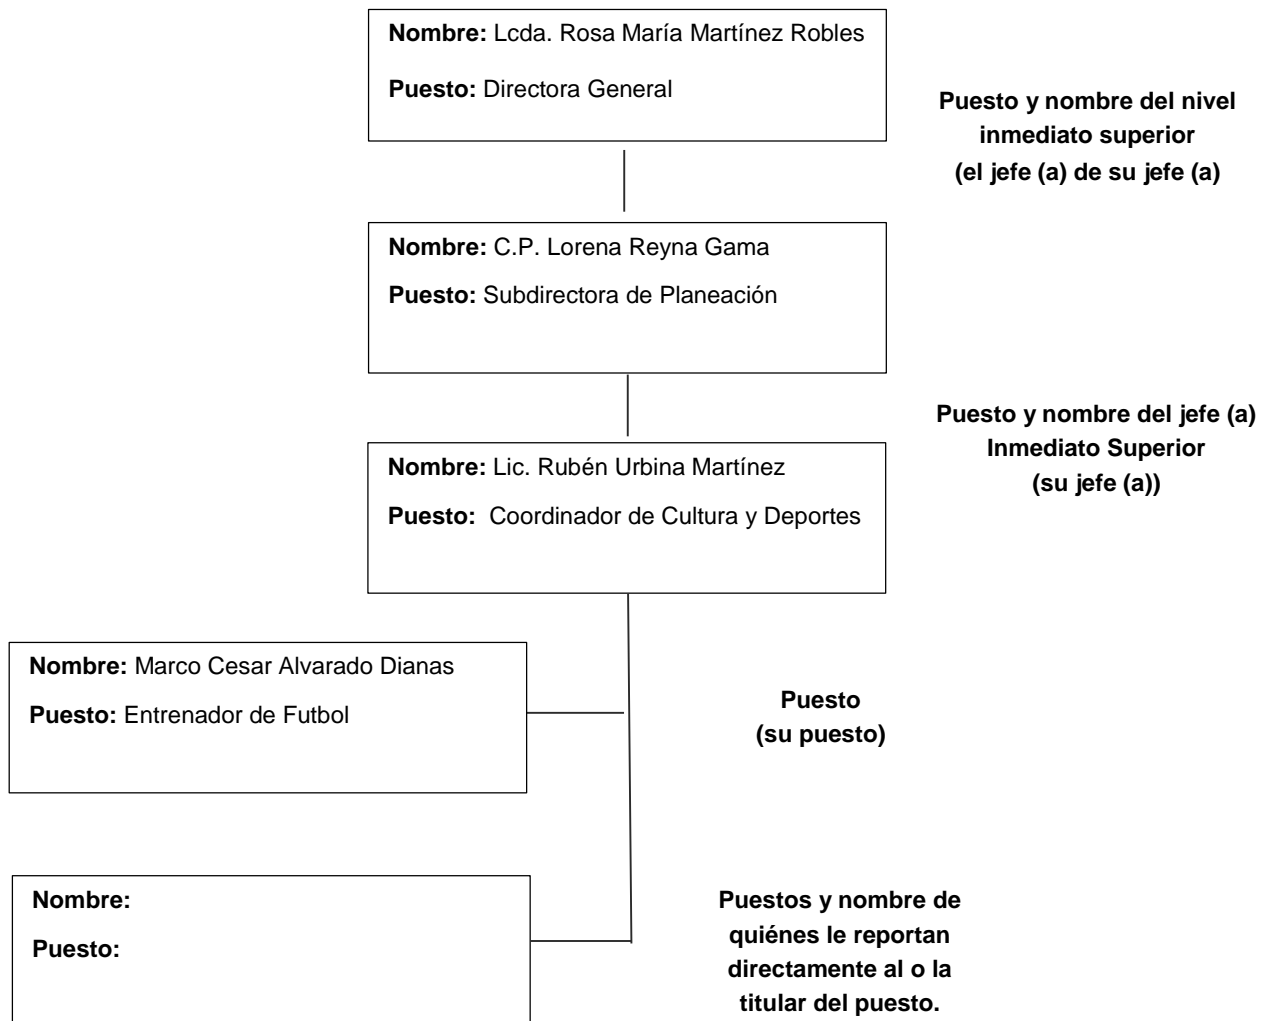 Nombre: Lcda. Rosa María Martínez Robles
Puesto: Directora General
Puesto y nombre del nivel
inmediato superior
(el jefe (a) de su jefe (a)
Nombre: C.P. Lorena Reyna Gama
Puesto: Subdirectora de Planeación
Puesto y nombre del jefe (a)
Inmediato Superior
(su jefe (a))
Nombre: Lic. Rubén Urbina Martínez
Puesto: Coordinador de Cultura y Deportes
Nombre: Marco Cesar Alvarado Dianas
Puesto: Entrenador de Futbol
Puesto
(su puesto)
Nombre:
Puesto:
Puestos y nombre de
quiénes le reportan
directamente al o la
titular del puesto.